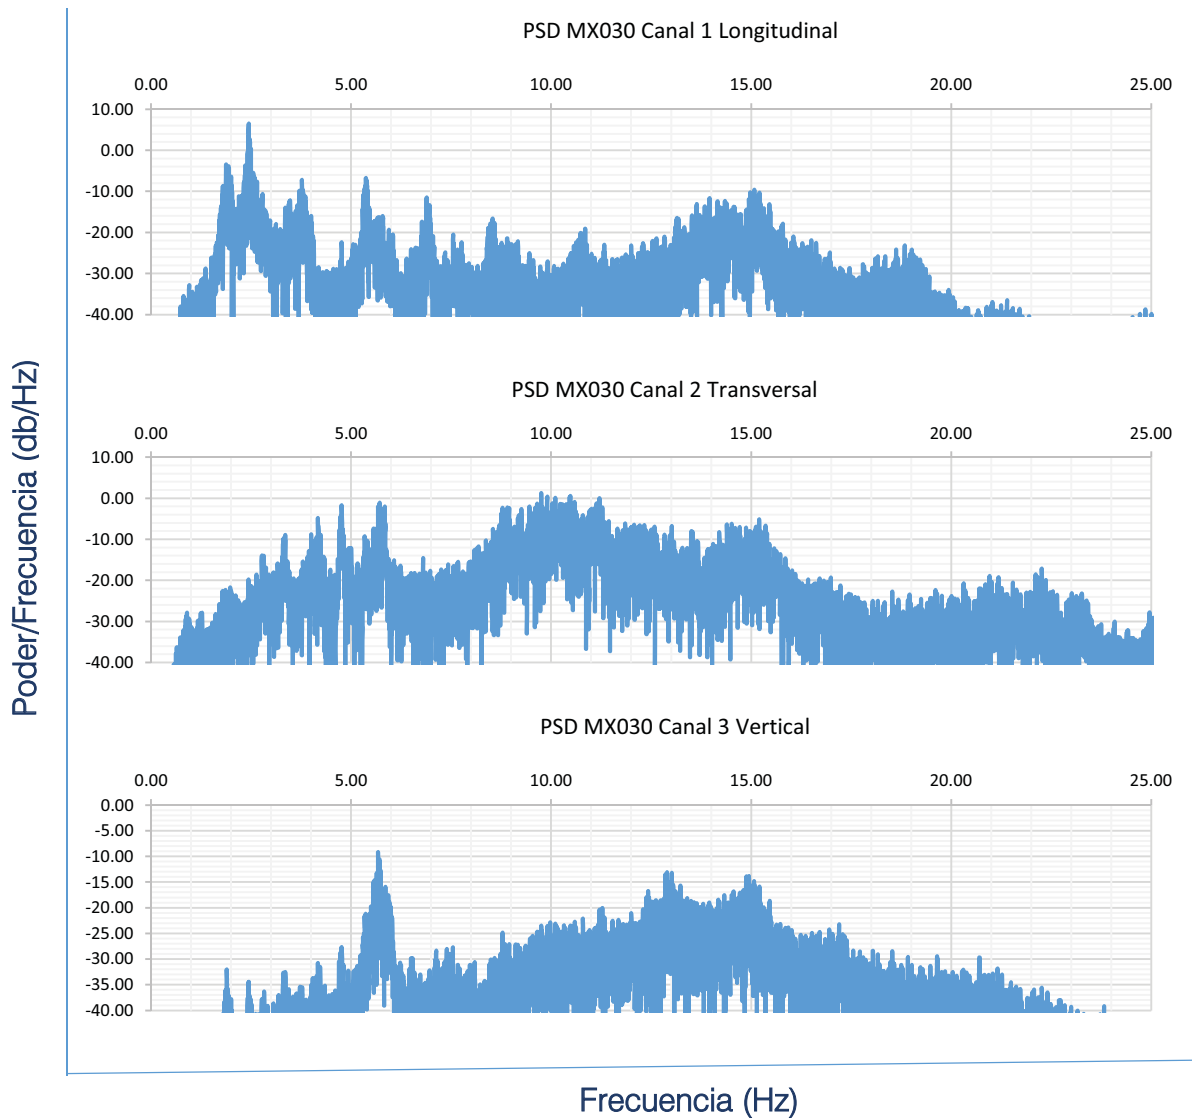 PSD MX030 Canal 1 Longitudinal
0.00 5.00 10.00 15.00 20.00 25.00
10.00
0.00
-10.00
-20.00
-30.00
-40.00
PSD MX030 Canal 2 Transversal
0.00 5.00 10.00 15.00 20.00 25.00
10.00
0.00
-10.00
-20.00
-30.00
-40.00
PSD MX030 Canal 3 Vertical
0.00 5.00 10.00 15.00 20.00 25.00
0.00
-5.00
-10.00
-15.00
-20.00
-25.00
-30.00
-35.00
-40.00
Poder/Frecuencia (db/Hz)
Frecuencia (Hz)